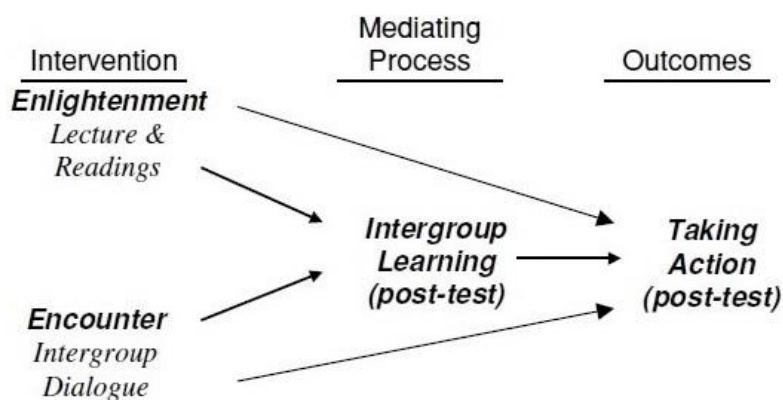 Mediating
Intervention Process Outcomes
Enlightenment
Lecture &
Readings
Intergroup Taking
Learning Action
(post-test) (post-test)
Encounter
Intergroup
Dialogue